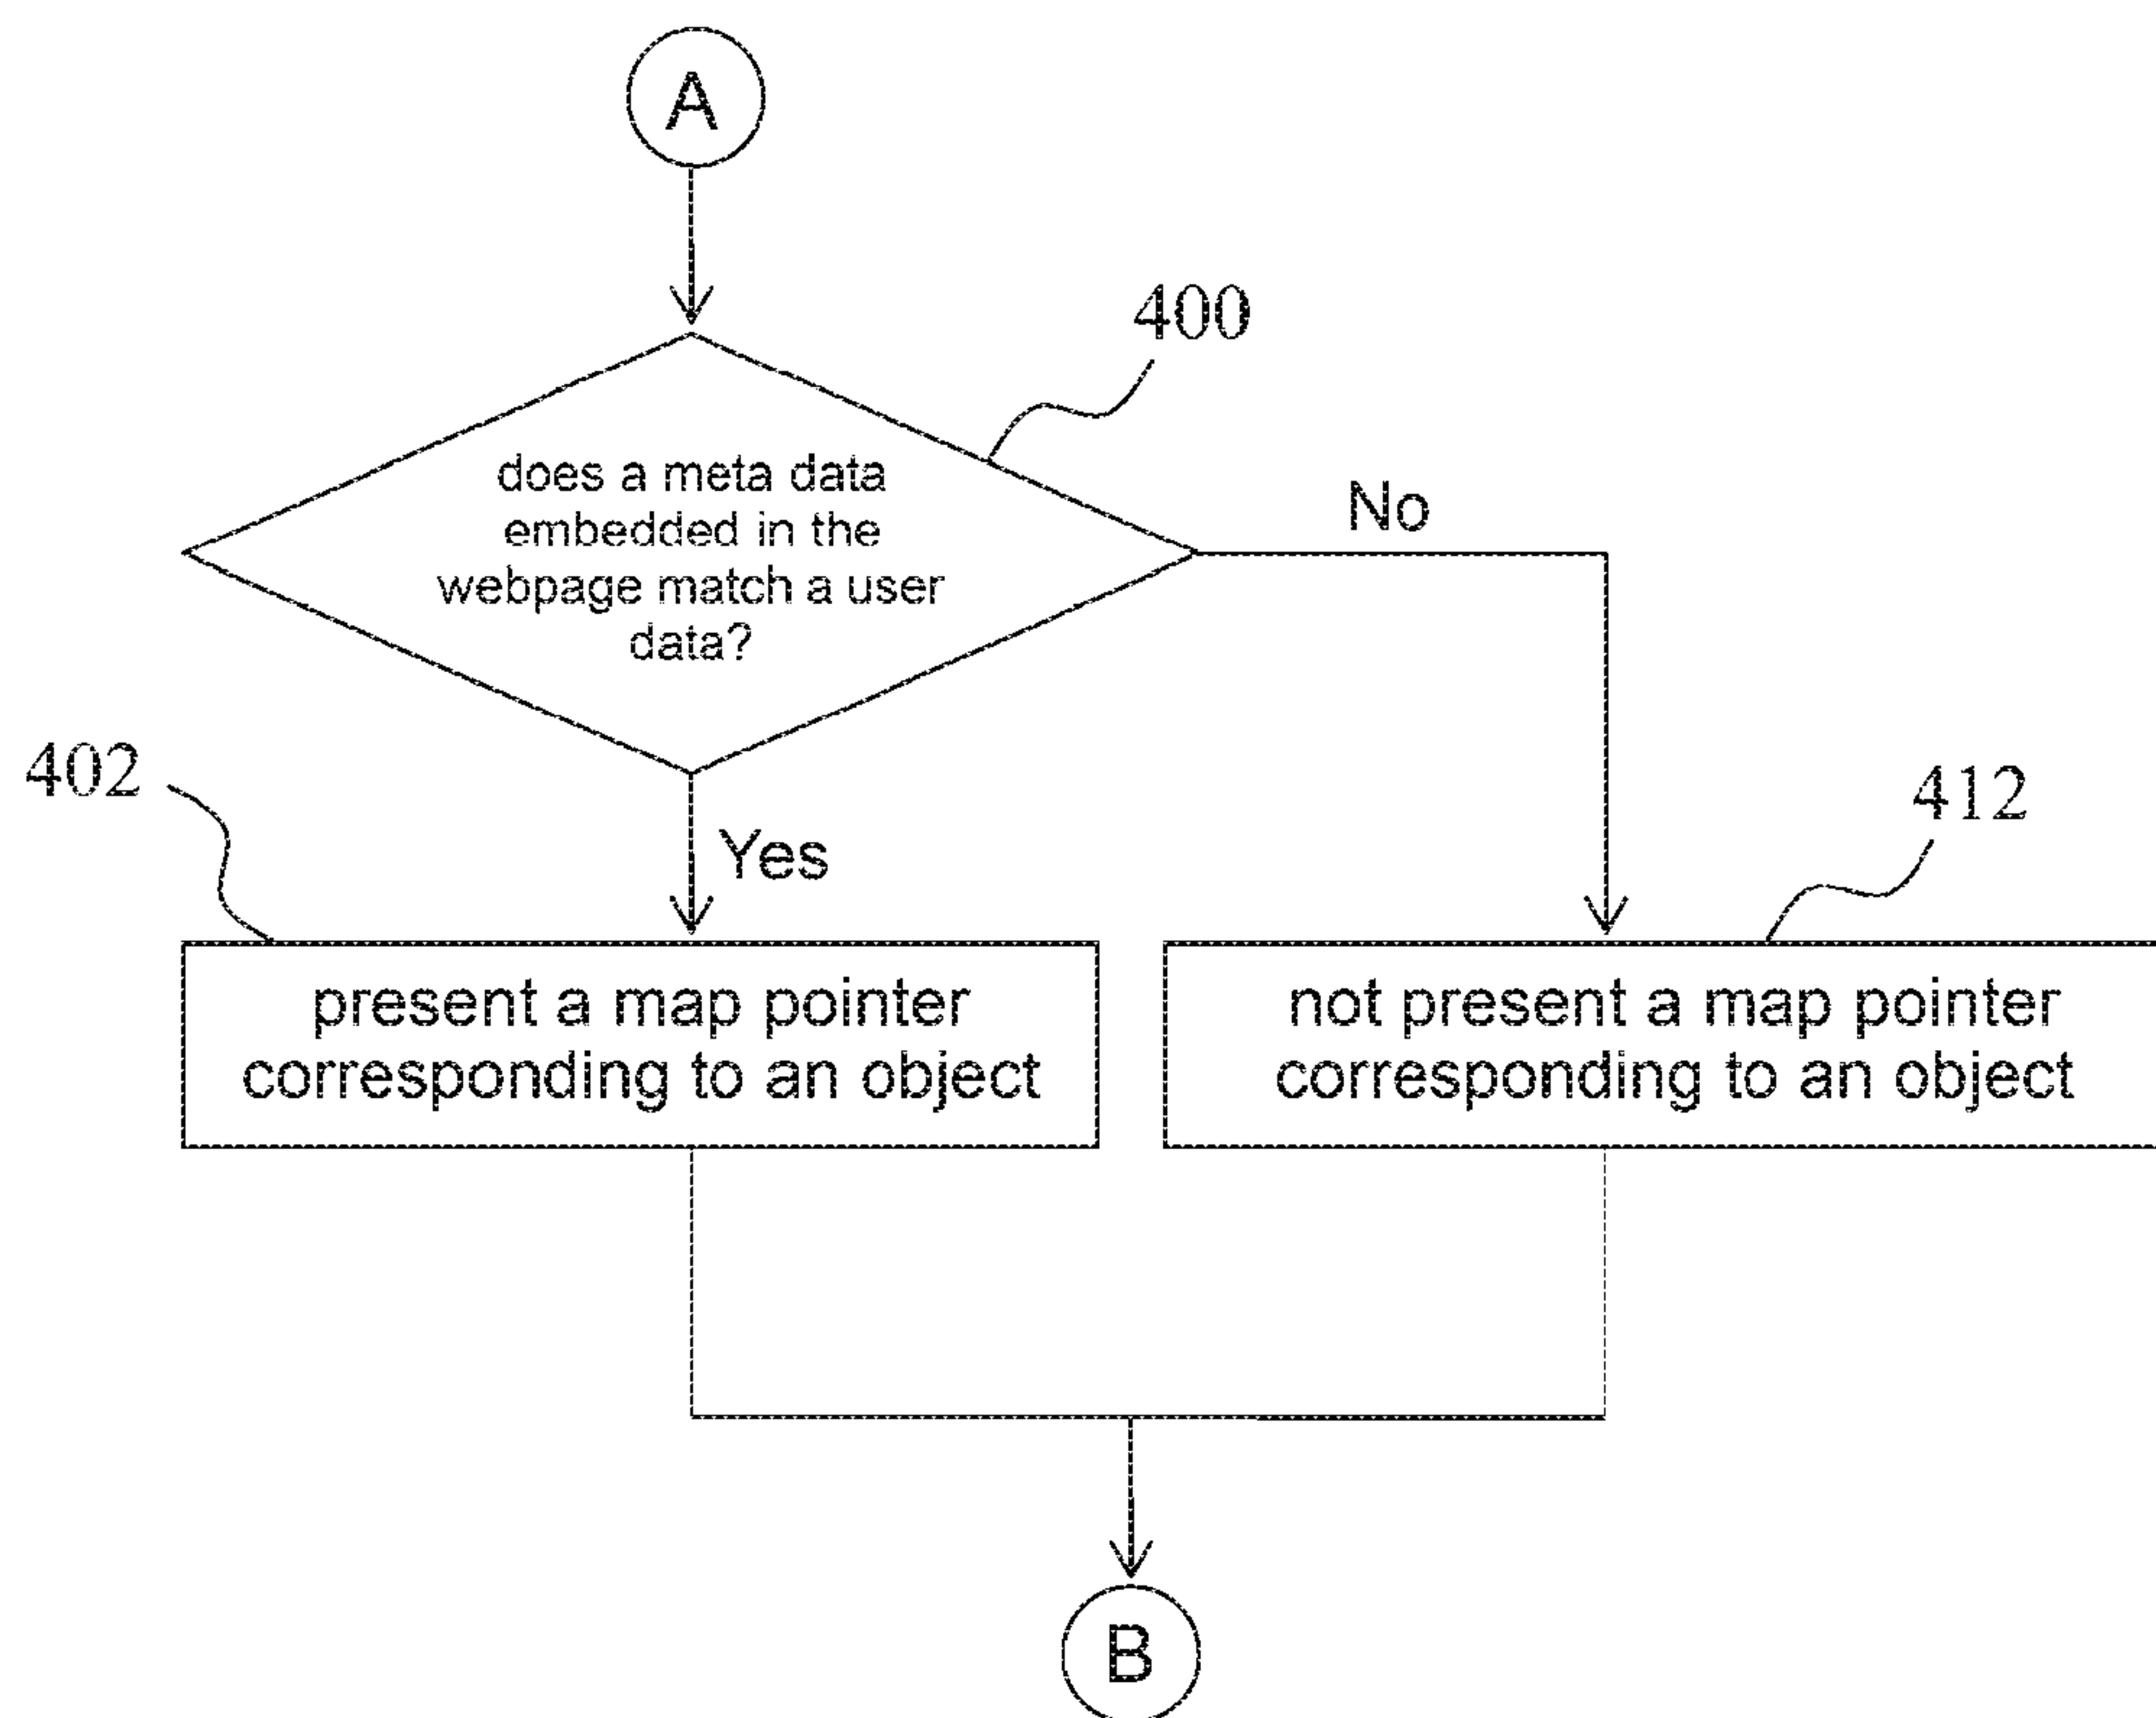 A
400
does a meta data
embedded in the
webpage match a user
data?
No
402
Yes
412
present a map pointer
corresponding to an object
not present a map pointer
corresponding to an object
B